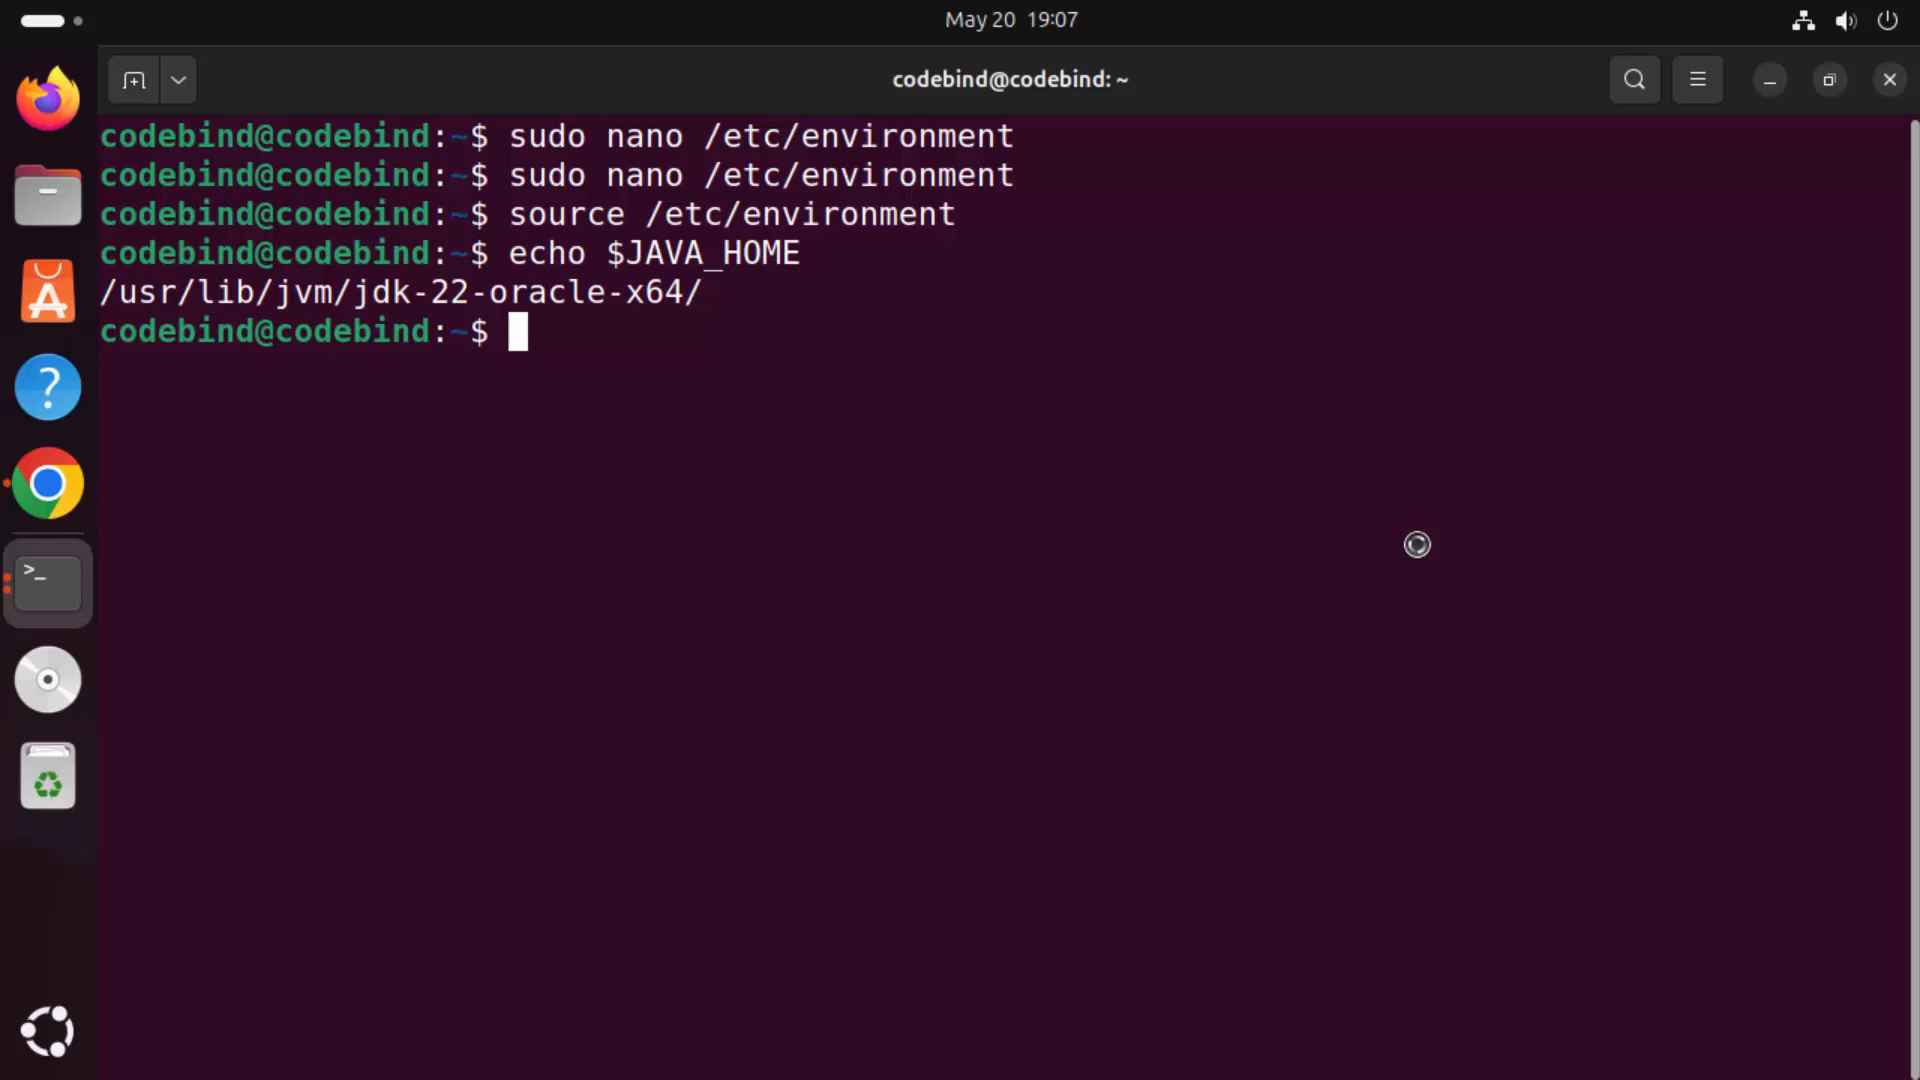 May 20 19:07
codebind@codebind: ~
codebind@codebind:~$ sudo nano /etc/environment
codebind@codebind:~$ sudo nano /etc/environment
codebind@codebind:~$ source /etc/environment
codebind@codebind:~$ echo $JAVA_HOME
/usr/lib/jvm/jdk-22-oracle-x64/
codebind@codebind:~$